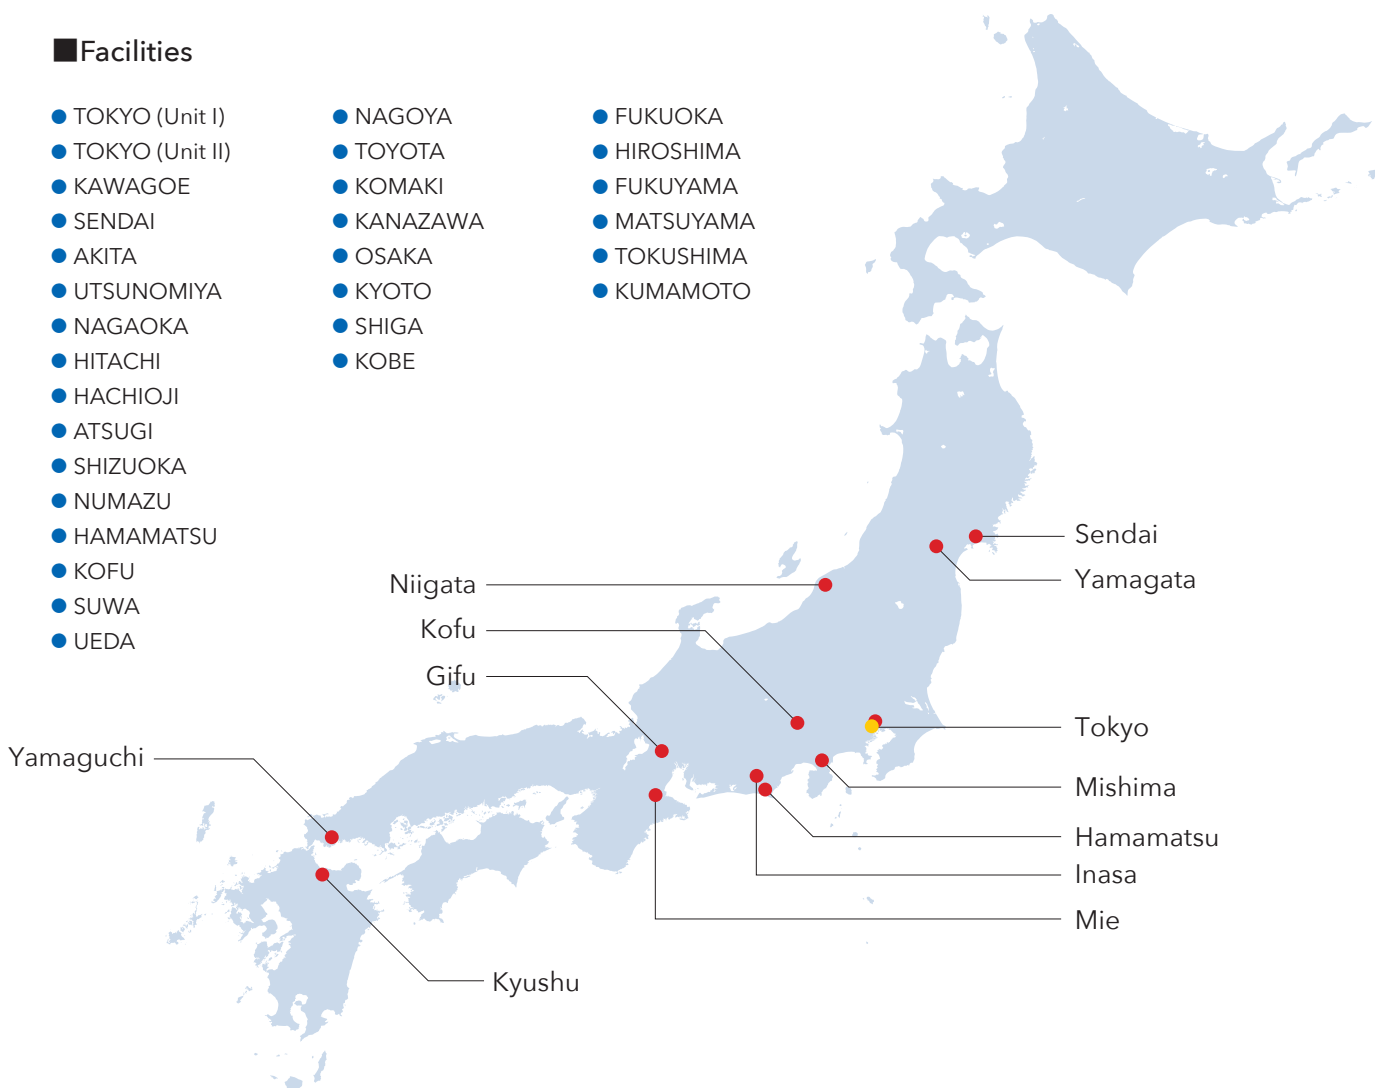 ■Facilities
● TOKYO (Unit I)
● TOKYO (Unit II)
● KAWAGOE
● SENDAI
● AKITA
● UTSUNOMIYA
● NAGAOKA
● HITACHI
● HACHIOJI
● ATSUGI
● SHIZUOKA
● NUMAZU
● HAMAMATSU
● KOFU
● SUWA
● UEDA
● NAGOYA
● TOYOTA
● KOMAKI
● KANAZAWA
● OSAKA
● KYOTO
● SHIGA
● KOBE
● FUKUOKA
● HIROSHIMA
● FUKUYAMA
● MATSUYAMA
● TOKUSHIMA
● KUMAMOTO
Niigata
Kofu
Gifu
Yamaguchi
Kyushu
Sendai
Yamagata
Tokyo
Mishima
Hamamatsu
Inasa
Mie